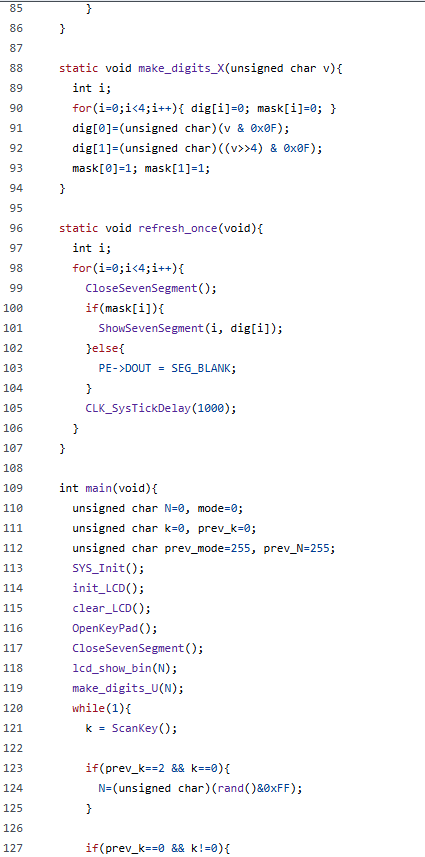 85 }
86 }
87
88 static void make_digits_X(unsigned char v){
89 int i;
90 for(i=0;i<4;i++){ dig[i]=0; mask[i]=0; }
91 dig[0]=(unsigned char)(v & 0x0F);
92 dig[1]=(unsigned char)((v>>4) & 0x0F);
93 mask[0]=1; mask[1]=1;
94 }
95
96 static void refresh_once(void){
97 int i;
98 for(i=0;i<4;i++){
99 CloseSevenSegment();
100 if(mask[i]){
101 ShowSevenSegment(i, dig[i]);
102 }else{
103 PE->DOUT = SEG_BLANK;
104 }
105 CLK_SysTickDelay(1000);
106 }
107 }
108
109 int main(void){
110 unsigned char N=0, mode=0;
111 unsigned char k=0, prev_k=0;
112 unsigned char prev_mode=255, prev_N=255;
113 SYS_Init();
114 init_LCD();
115 clear_LCD();
116 OpenKeyPad();
117 CloseSevenSegment();
118 lcd_show_bin(N);
119 make_digits_U(N);
120 while(1){
121 k = ScanKey();
122
123 if(prev_k==2 && k==0){
124 N=(unsigned char)(rand()&0xFF);
125 }
126
127 if(prev_k==0 && k!=0){